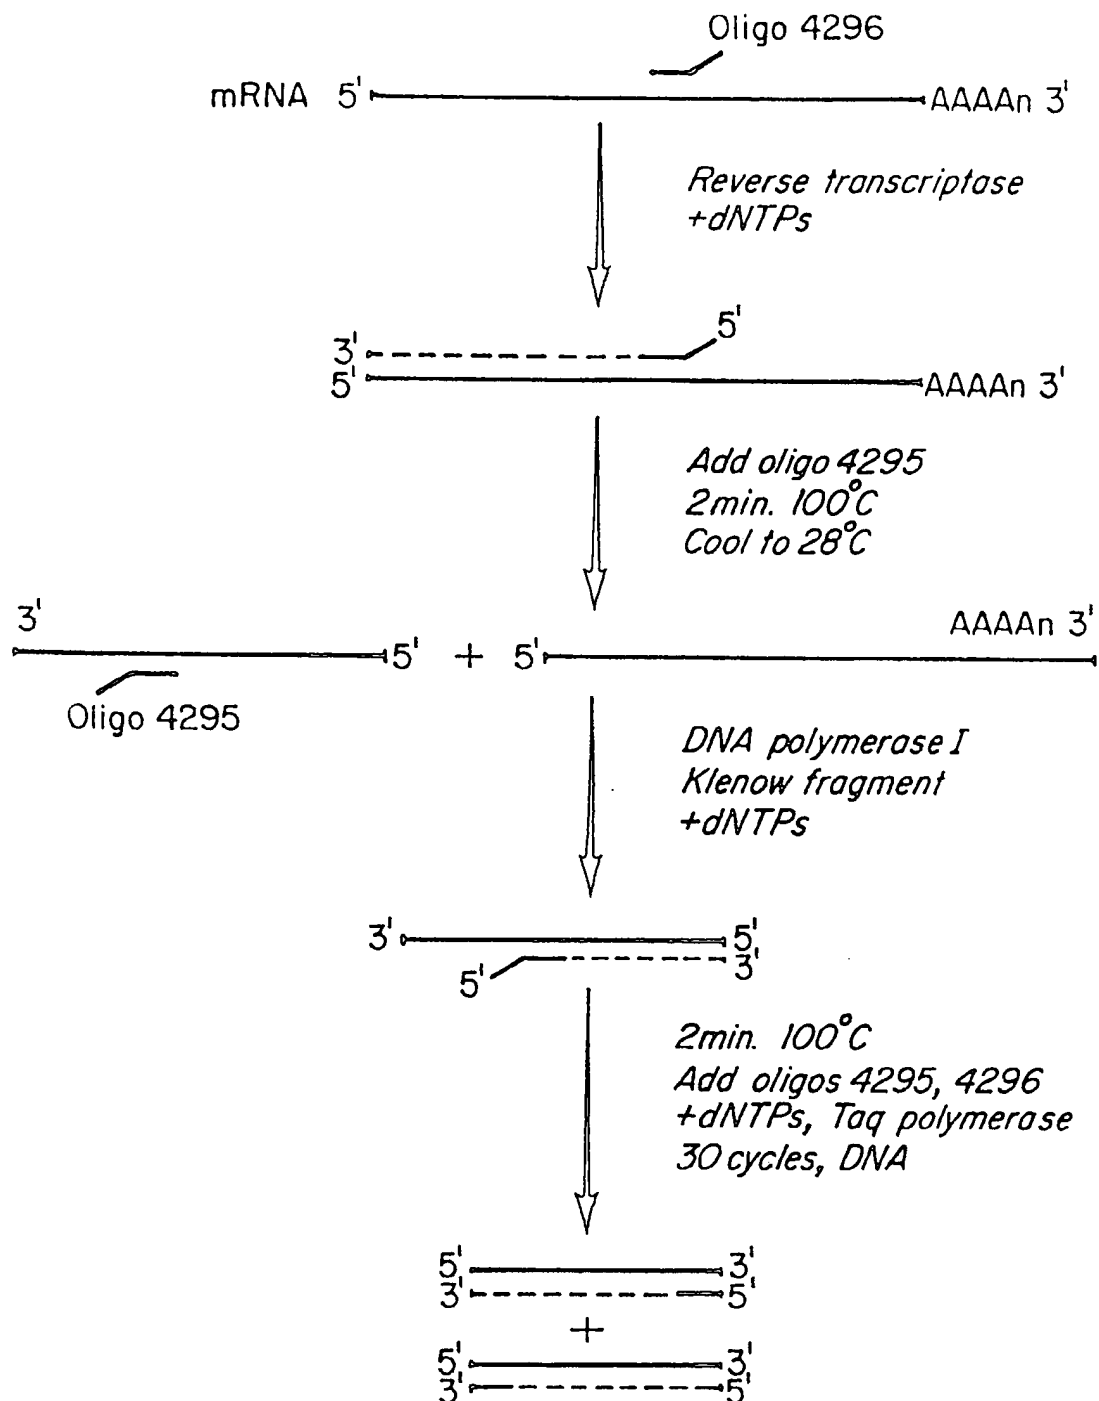 Oligo 4296
mRNA 5' AAAAn 3'
Reverse transcriptase
+dNTPs
5'
3'
5' AAAAn 3'
Add oligo 4295
2min. 100°C
Cool to 28°C
3' AAAAn 3'
5' + 5'
Oligo 4295
DNA polymerase I
Klenow fragment
+dNTPs
3' 5'
5' 3'
2min. 100°C
Add oligos 4295, 4296
+dNTPs, Taq polymerase
30 cycles, DNA
5' 3'
3' 5'
+
5' 3'
3' 5'